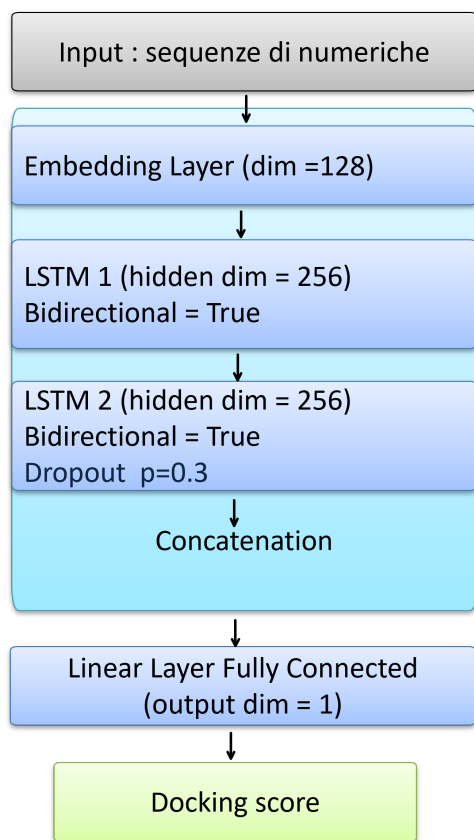 Input : sequenze di numeriche
Embedding Layer (dim =128)
LSTM 1 (hidden dim = 256)
Bidirectional = True
LSTM 2 (hidden dim = 256)
Bidirectional = True
Dropout  p=0.3
Concatenation
Linear Layer Fully Connected
(output dim = 1)
Docking score